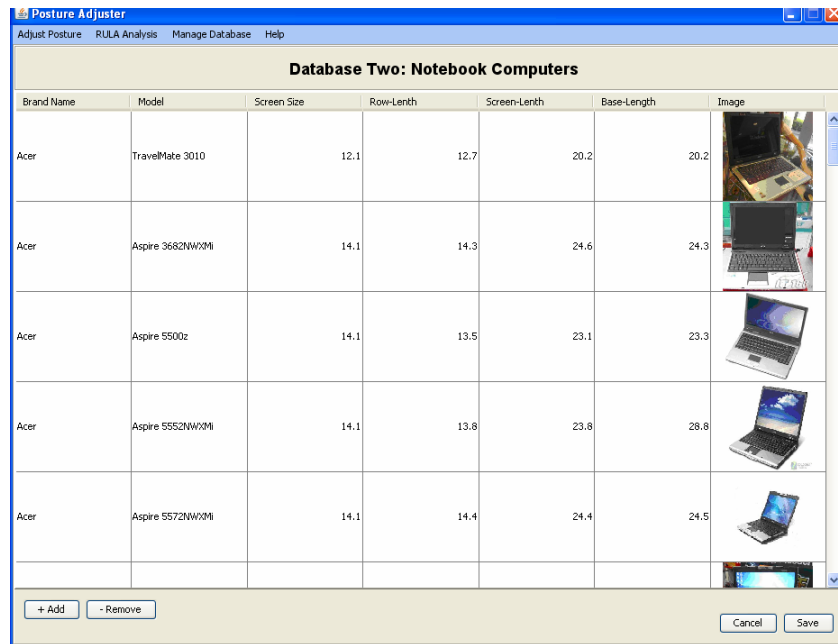 Posture Adjuster
Adjust Posture RULA Analysis Manage Database Help
Database Two: Notebook Computers
Brand Name Model Screen Size Row-Lenth Screen-Lenth Base-Length Image
Acer TravelMate 3010 12.1 12.7 20.2 20.2
Acer Aspire 3682NWXMi 14.1 14.3 24.6 24.3
Acer Aspire 5500z 14.1 13.5 23.1 23.3
Acer Aspire 5552NWXMi 14.1 13.8 23.8 28.8
Acer Aspire 5572NWXMi 14.1 14.4 24.4 24.5
+ Add - Remove
Cancel Save